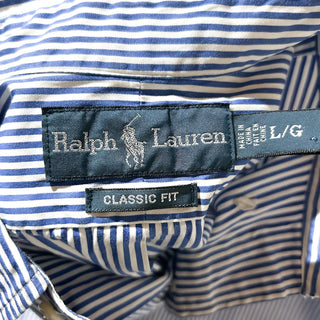 Ralph Lauren
CLASSIC FIT
MADE IN
CHINA
FAIT EN
CHINE
L/G